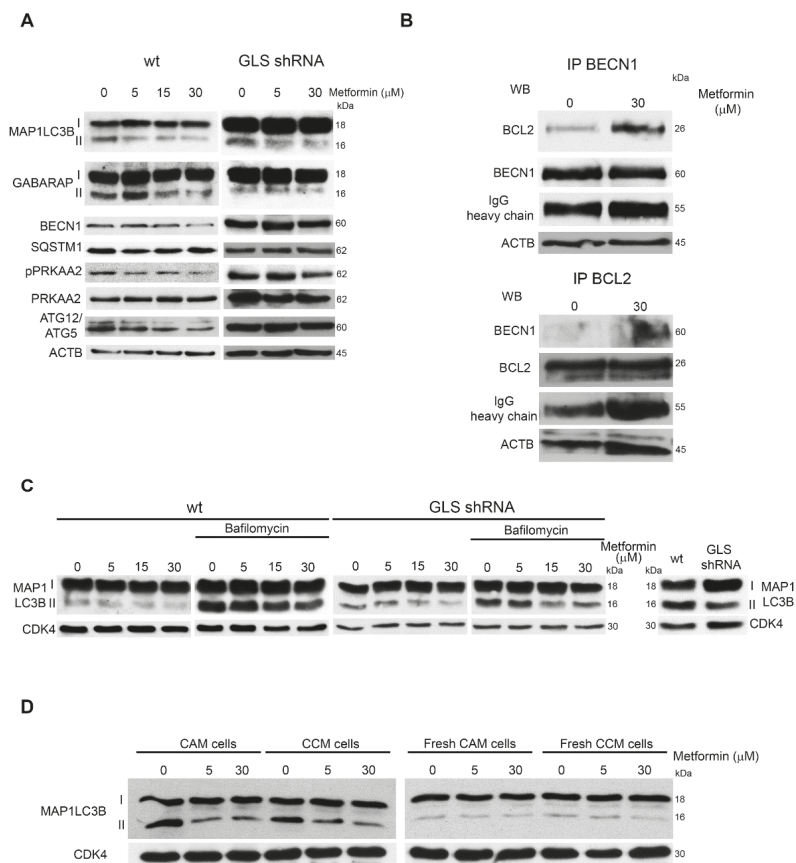 A
wt GLS shRNA
0 5 15 30 0 5 30 Metformin (μM)
kDa
MAP1LC3B I 18
II 16
GABARAP I 18
II 16
BECN1 60
SQSTM1 62
pPRKAA2 62
PRKAA2 62
ATG12/
ATG5 60
ACTB 45
B
IP BECN1
WB kDa
0 30 Metformin
(μM)
BCL2 26
BECN1 60
IgG
heavy chain 55
ACTB 45
IP BCL2
WB
0 30
BECN1 60
BCL2 26
IgG
heavy chain 55
ACTB 45
C
wt GLS shRNA
Bafilomycin Bafilomycin
0 5 15 30 0 5 15 30 0 5 15 30 0 5 15 30 Metformin
(μM)
kDa kDa wt GLS
shRNA
MAP1 I 18 18 I MAP1
LC3B II 16 16 II LC3B
CDK4 30 30 CDK4
D
CAM cells CCM cells Fresh CAM cells Fresh CCM cells
0 5 30 0 5 30 0 5 30 0 5 30 Metformin (μM)
kDa
MAP1LC3B I 18
II 16
CDK4 30